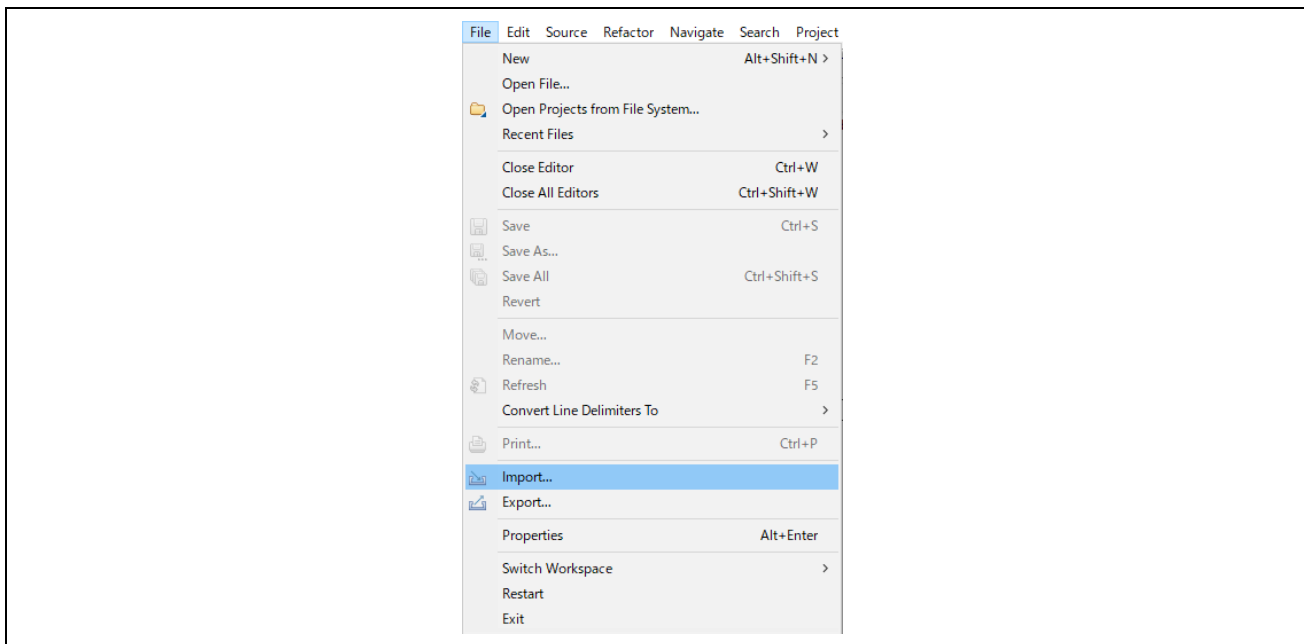 File Edit Source Refactor Navigate Search Project
New Alt+Shift+N >
Open File...
Open Projects from File System...
Recent Files >
Close Editor Ctrl+W
Close All Editors Ctrl+Shift+W
Save Ctrl+S
Save As...
Save All Ctrl+Shift+S
Revert
Move...
Rename... F2
Refresh F5
Convert Line Delimiters To >
Print... Ctrl+P
Import...
Export...
Properties Alt+Enter
Switch Workspace >
Restart
Exit